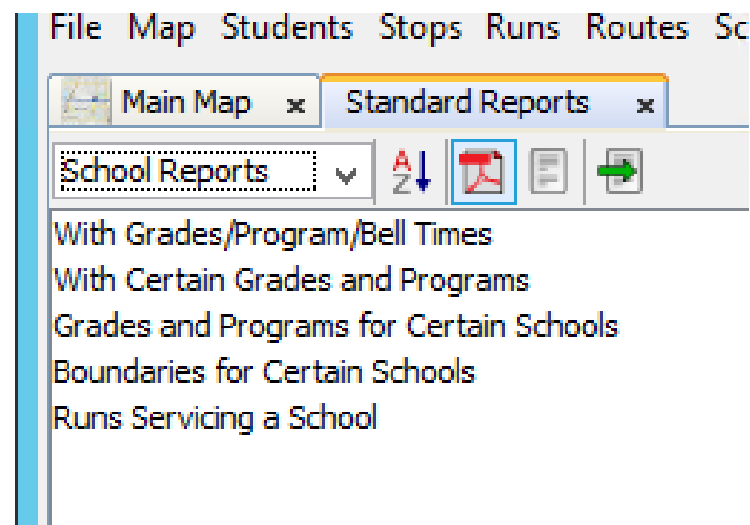 File Map Students Stops Runs Routes Sc
Main Map x Standard Reports x
School Reports A Z
With Grades/Program/Bell Times
With Certain Grades and Programs
Grades and Programs for Certain Schools
Boundaries for Certain Schools
Runs Servicing a School